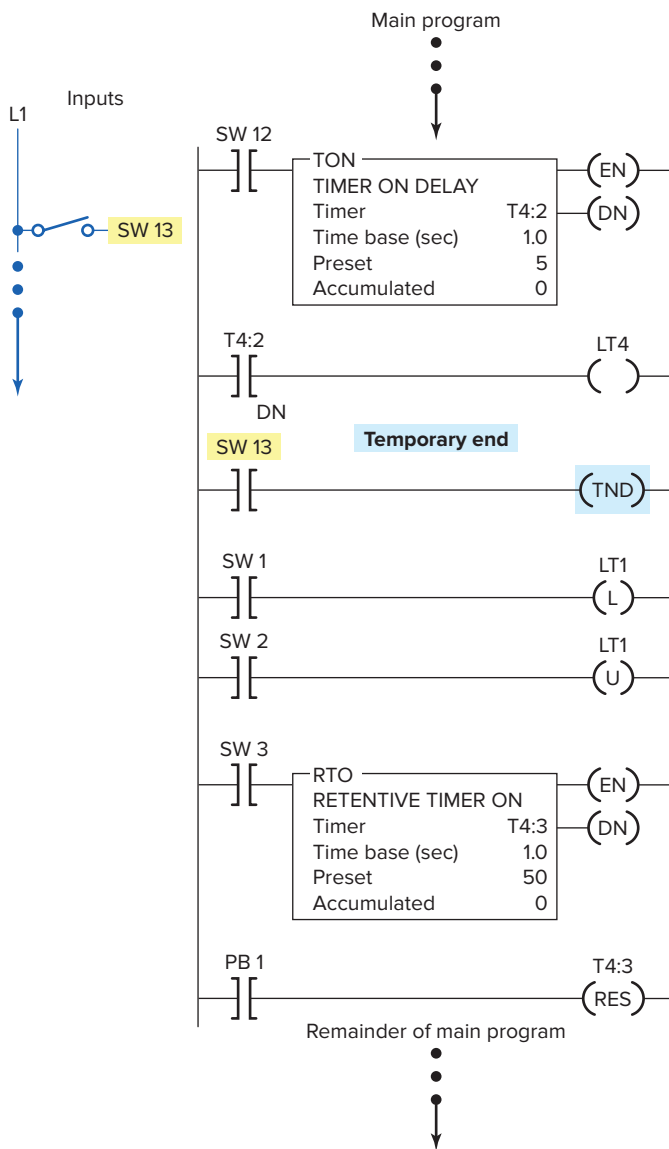 Main program
Inputs
L1
SW 13
SW 12
TON
TIMER ON DELAY
Timer T4:2
Time base (sec) 1.0
Preset 5
Accumulated 0
EN
DN
T4:2
DN
LT4
SW 13
Temporary end
TND
SW 1
LT1
L
SW 2
LT1
U
SW 3
RTO
RETENTIVE TIMER ON
Timer T4:3
Time base (sec) 1.0
Preset 50
Accumulated 0
EN
DN
PB 1
T4:3
RES
Remainder of main program